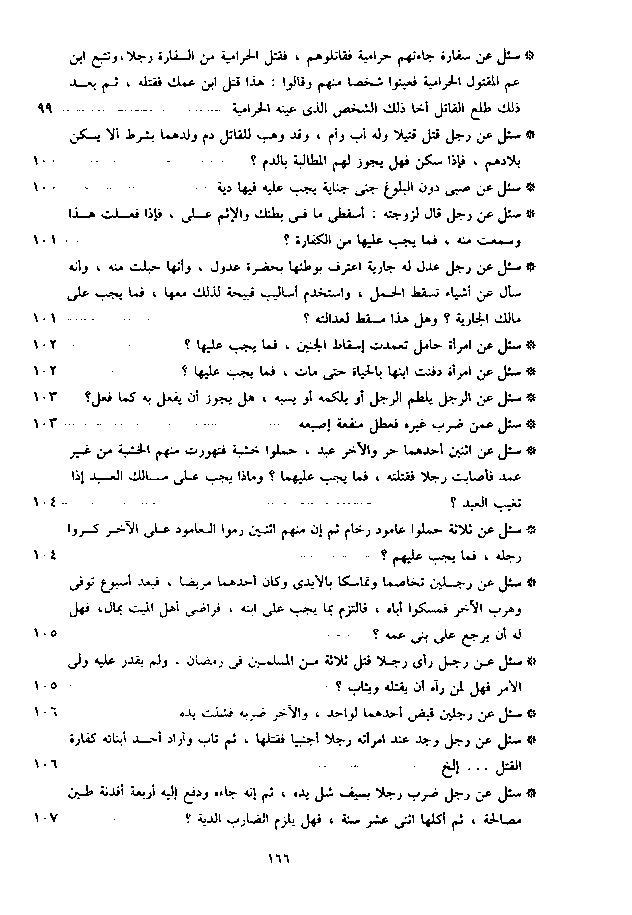 * سئل عن سفارة جاءتهم حرامية فقاتلوهم ، فقتل الحرامية من السفارة رجلا، وتتبع ابن
عم المقتول الحرامية فعينوا شخصا منهم وقالوا : هذا قتل ابن عمك فقتله ، ثم بعد
ذلك طلع القاتل أخا ذلك الشخص الذى عينه الحرامية ٩٩
* سئل عن رجل قتل قتيلا وله أب وأم ، وقد وهب للقاتل دم ولدهما بشرط ألا يسكن
بلادهم ، فإذا سكن فهل يجوز لهم المطالبة بالدم ؟ ١٠٠
* سئل عن صبى دون البلوغ جنى جناية يجب عليه فيها دية ١٠٠
* سئل عن رجل قال لزوجته : أسقطى ما فى بطنك والإثم على ، فإذا فعلت هذا
وسمعت منه ، فما يجب عليها من الكفارة ؟ ١٠١
* سئل عن رجل عدل له جارية اعترف بوطئها بحضرة عدول ، وأنها حبلت منه ، وأنه
سأل عن أشياء تسقط الحمل ، واستخدم أساليب قبيحة لذلك معها ، فما يجب على
مالك الجارية ؟ وهل هذا مسقط لعدالته ؟ ١٠١
* سئل عن امرأة حامل تعمدت إسقاط الجنين ، فما يجب عليها ؟ ١٠٢
* سئل عن امرأة دفنت ابنها بالحياة حتى مات ، فما يجب عليها ؟ ١٠٢
* سئل عن الرجل يلطم الرجل أو يلكمه أو يسبه ، هل يجوز أن يفعل به كما فعل؟ ١٠٣
* سئل عمن ضرب غيره فعطل منفعة إصبعه ١٠٣
* سئل عن اثنين أحدهما حر والآخر عبد ، حملوا خشبة فتهورت منهم الخشبة من غير
عمد فأصابت رجلا فقتلته ، فما يجب عليهما ؟ وماذا يجب على مالك العبد إذا
تغيب العبد ؟ ١٠٤
* سئل عن ثلاثة حملوا عامود رخام ثم إن منهم اثنين رموا العامود على الآخر كسروا
رجله ، فما يجب عليهم ؟ ١٠٤
* سئل عن رجلين تخاصما وتماسكا بالأيدى وكان أحدهما مريضا ، فبعد أسبوع توفى
وهرب الآخر فمسكوا أباه ، فالتزم بما يجب على ابنه ، فراضى أهل الميت بمال، فهل
له أن يرجع على بنى عمه ؟ ١٠٥
* سئل عن رجل رأى رجلا قتل ثلاثة من المسلمين فى رمضان ، ولم يقدر عليه ولى
الأمر فهل لمن رآه أن يقتله ويثاب ؟ ١٠٥
* سئل عن رجلين قبض أحدهما لواحد ، والآخر ضربه فشلت يده ١٠٦
* سئل عن رجل وجد عند امرأته رجلا أجنبيا فقتلها ، ثم تاب وأراد أحد أبنائه كفارة
القتل ... إلخ ١٠٦
* سئل عن رجل ضرب رجلا بسيف شل يده ، ثم إنه جاءه ودفع إليه أربعة أفدنة طين
مصالحة ، ثم أكلها اثنى عشر سنة ، فهل يلزم الضارب الدية ؟ ١٠٧
١٦٦